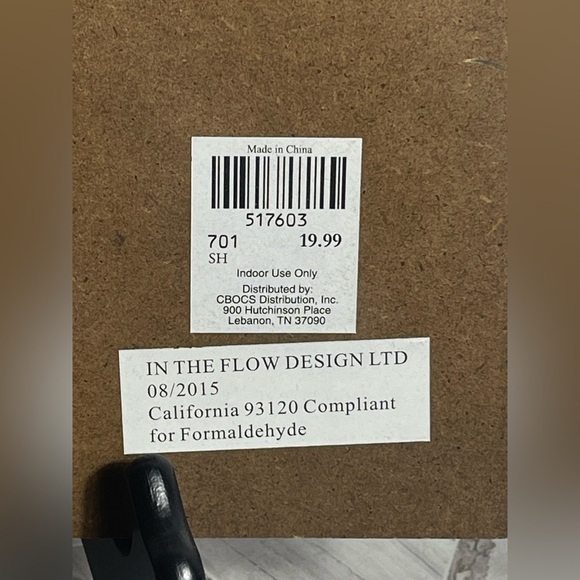 Made in China
517603
701 19.99
SH
Indoor Use Only
Distributed by:
CBOCS Distribution, Inc.
900 Hutchinson Place
Lebanon, TN 37090
IN THE FLOW DESIGN LTD
08/2015
California 93120 Compliant
for Formaldehyde